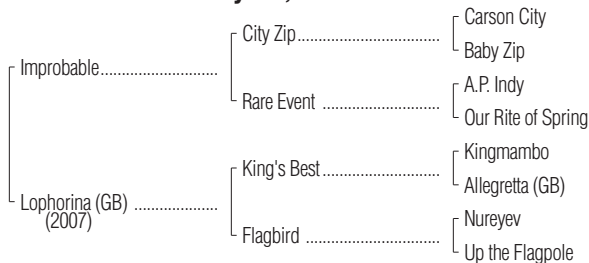 Carson City
City Zip
Baby Zip
Improbable
A.P. Indy
Rare Event
Our Rite of Spring
Kingmambo
King's Best
Allegretta (GB)
Lophorina (GB)
(2007)
Nureyev
Flagbird
Up the Flagpole